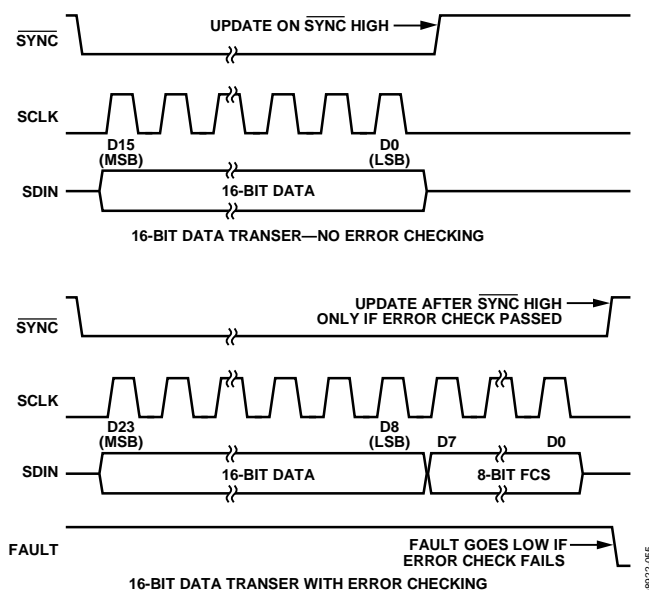 UPDATE ON SYNC HIGH
SYNC
SCLK
D15
(MSB)
D0
(LSB)
SDIN
16-BIT DATA
16-BIT DATA TRANSER—NO ERROR CHECKING
UPDATE AFTER SYNC HIGH
ONLY IF ERROR CHECK PASSED
SYNC
SCLK
D23
(MSB)
D8
(LSB)
D7
D0
SDIN
16-BIT DATA
8-BIT FCS
FAULT
FAULT GOES LOW IF
ERROR CHECK FAILS
16-BIT DATA TRANSER WITH ERROR CHECKING